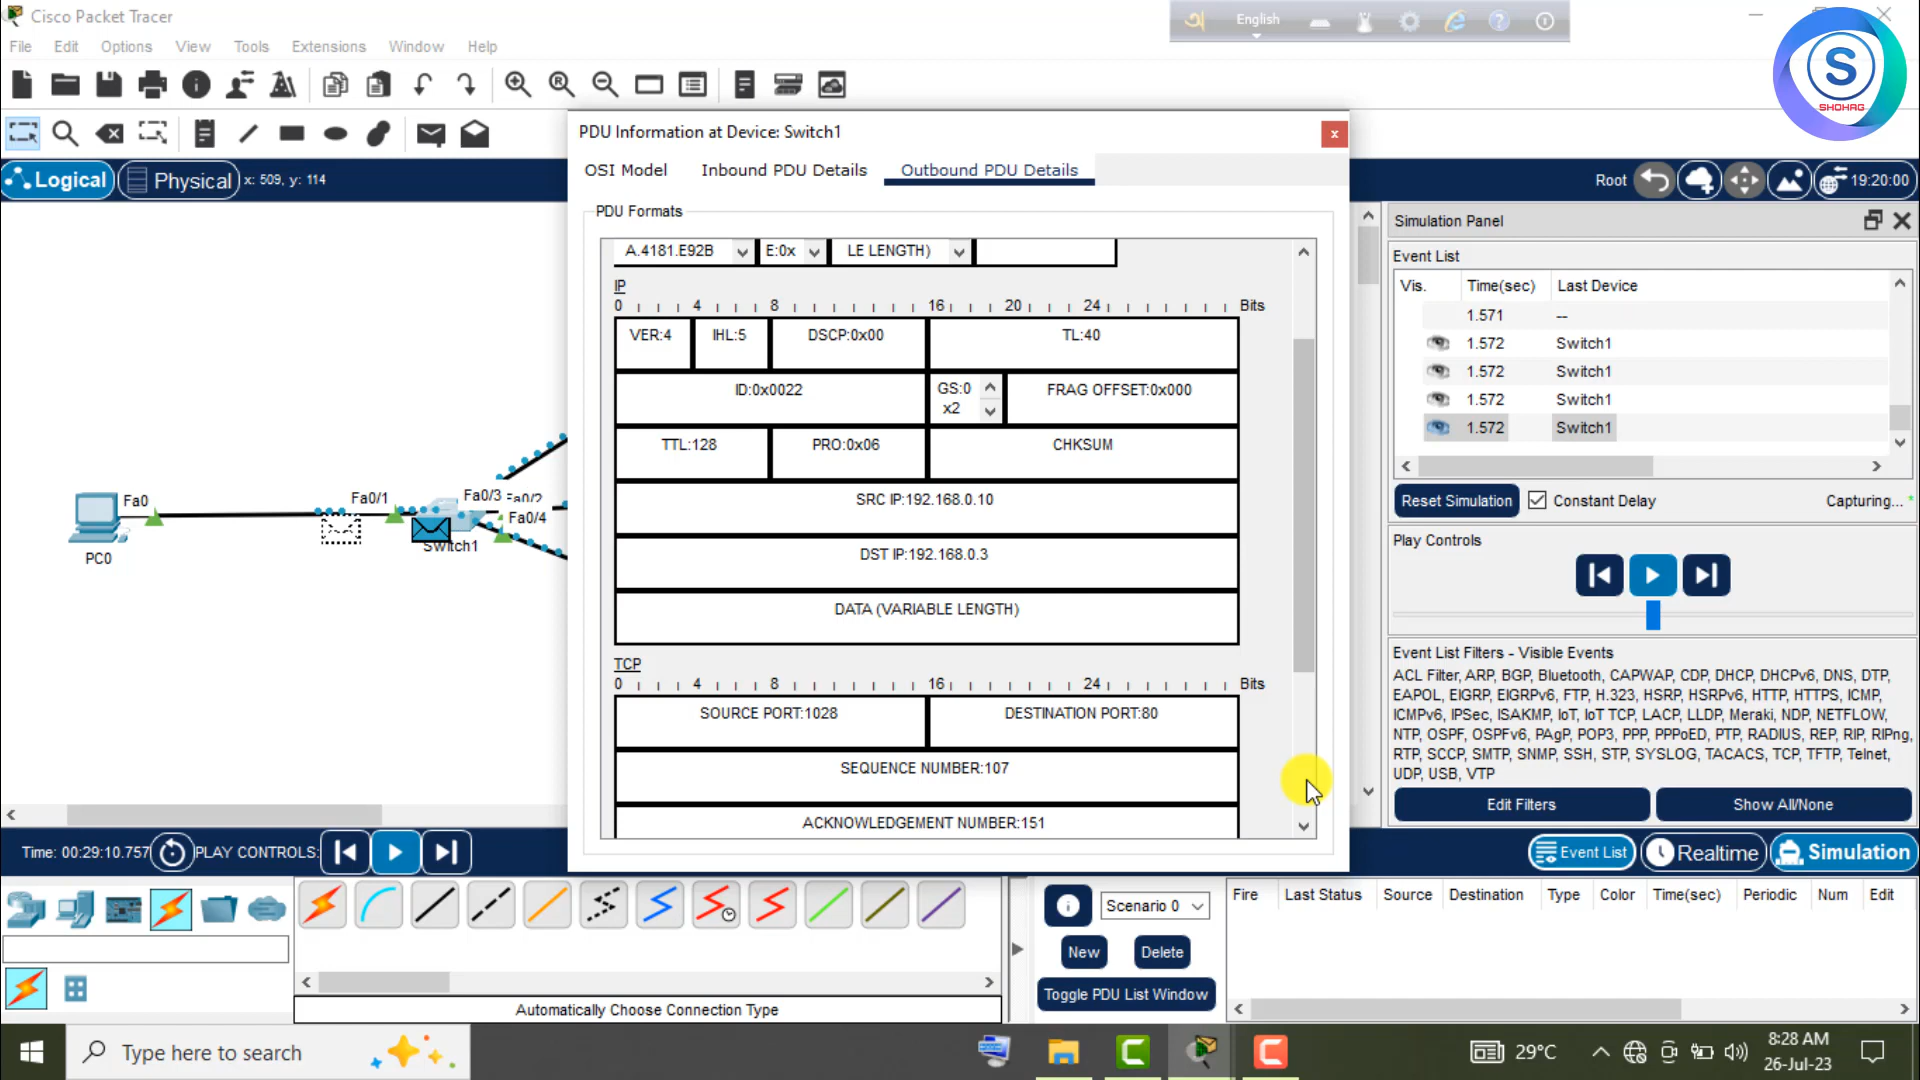 Cisco Packet Tracer
English
File Edit Options View Tools Extensions Window Help
S
SHOHAG
PDU Information at Device: Switch1
x
OSI Model Inbound PDU Details Outbound PDU Details
Logical Physical x: 509, y: 114
Root 19:20:00
PDU Formats
A.4181.E92B E:0x LE LENGTH)
IP
0 4 8 16 20 24 Bits
VER:4 IHL:5 DSCP:0x00 TL:40
ID:0x0022 GS:0 x2 FRAG OFFSET:0x000
TTL:128 PRO:0x06 CHKSUM
SRC IP:192.168.0.10
DST IP:192.168.0.3
DATA (VARIABLE LENGTH)
TCP
0 4 8 16 24 Bits
SOURCE PORT:1028 DESTINATION PORT:80
SEQUENCE NUMBER:107
ACKNOWLEDGEMENT NUMBER:151
Fa0 Fa0/1 Fa0/3 Fa0/2
Fa0/4
PC0 Switch1
Simulation Panel
Event List
Vis. Time(sec) Last Device
1.571 --
1.572 Switch1
1.572 Switch1
1.572 Switch1
1.572 Switch1
Reset Simulation Constant Delay Capturing... *
Play Controls
Event List Filters - Visible Events
ACL Filter, ARP, BGP, Bluetooth, CAPWAP, CDP, DHCP, DHCPv6, DNS, DTP,
EAPOL, EIGRP, EIGRPv6, FTP, H.323, HSRP, HSRPv6, HTTP, HTTPS, ICMP,
ICMPv6, IPSec, ISAKMP, IoT, IoT TCP, LACP, LLDP, Meraki, NDP, NETFLOW,
NTP, OSPF, OSPFv6, PAgP, POP3, PPP, PPPoED, PTP, RADIUS, REP, RIP, RIPng,
RTP, SCCP, SMTP, SNMP, SSH, STP, SYSLOG, TACACS, TCP, TFTP, Telnet,
UDP, USB, VTP
Edit Filters Show All/None
Time: 00:29:10.757 PLAY CONTROLS:
Event List Realtime Simulation
Scenario 0
Fire Last Status Source Destination Type Color Time(sec) Periodic Num Edit
New Delete
Toggle PDU List Window
Automatically Choose Connection Type
Type here to search
29°C
8:28 AM
26-Jul-23